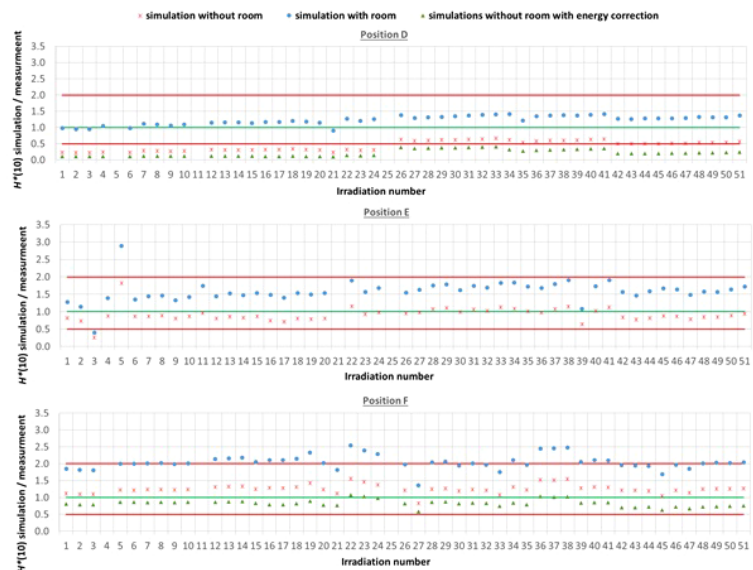 simulation without room simulation with room simulations without room with energy correction
Position D
H*(10) simulation / measurmeent
3.5
3.0
2.5
2.0
1.5
1.0
0.5
0.0
1 2 3 4 5 6 7 8 9 10 11 12 13 14 15 16 17 18 19 20 21 22 23 24 25 26 27 28 29 30 31 32 33 34 35 36 37 38 39 40 41 42 43 44 45 46 47 48 49 50 51
Irradiation number
Position E
H*(10) simulation / measurmeent
3.5
3.0
2.5
2.0
1.5
1.0
0.5
0.0
1 2 3 4 5 6 7 8 9 10 11 12 13 14 15 16 17 18 19 20 21 22 23 24 25 26 27 28 29 30 31 32 33 34 35 36 37 38 39 40 41 42 43 44 45 46 47 48 49 50 51
Irradiation number
Position F
H*(10) simulation / measurmeent
3.5
3.0
2.5
2.0
1.5
1.0
0.5
0.0
1 2 3 4 5 6 7 8 9 10 11 12 13 14 15 16 17 18 19 20 21 22 23 24 25 26 27 28 29 30 31 32 33 34 35 36 37 38 39 40 41 42 43 44 45 46 47 48 49 50 51
Irradiation number